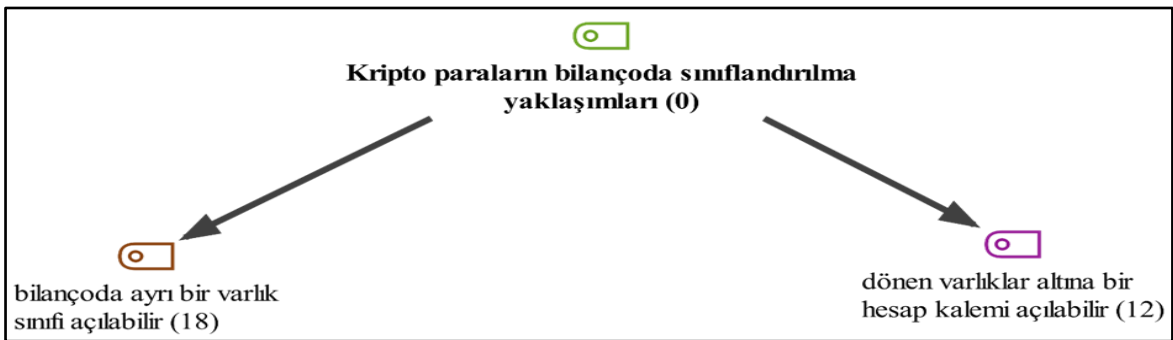 Kripto paraların bilançoda sınıflandırılma
yaklaşımları (0)
bilançoda ayrı bir varlık
sınıfi açılabilir (18)
dönen varlıklar altına bir
hesap kalemi açılabilir (12)